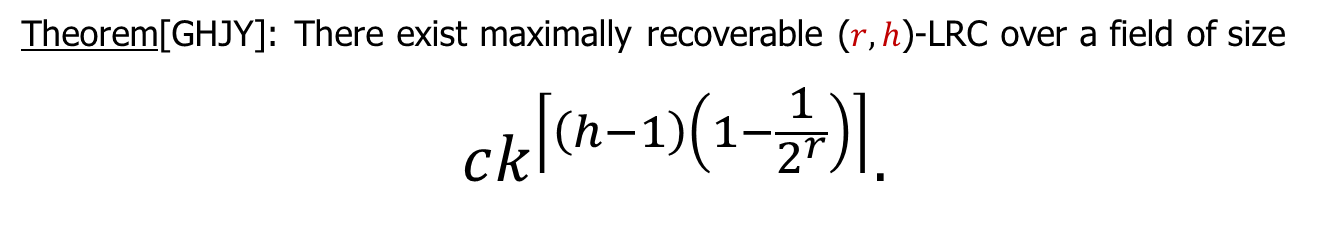 Theorem[GHJY]: There exist maximally recoverable (r, h)-LRC over a field of size
ck^⌈(h−1)(1−1/2^r)⌉.